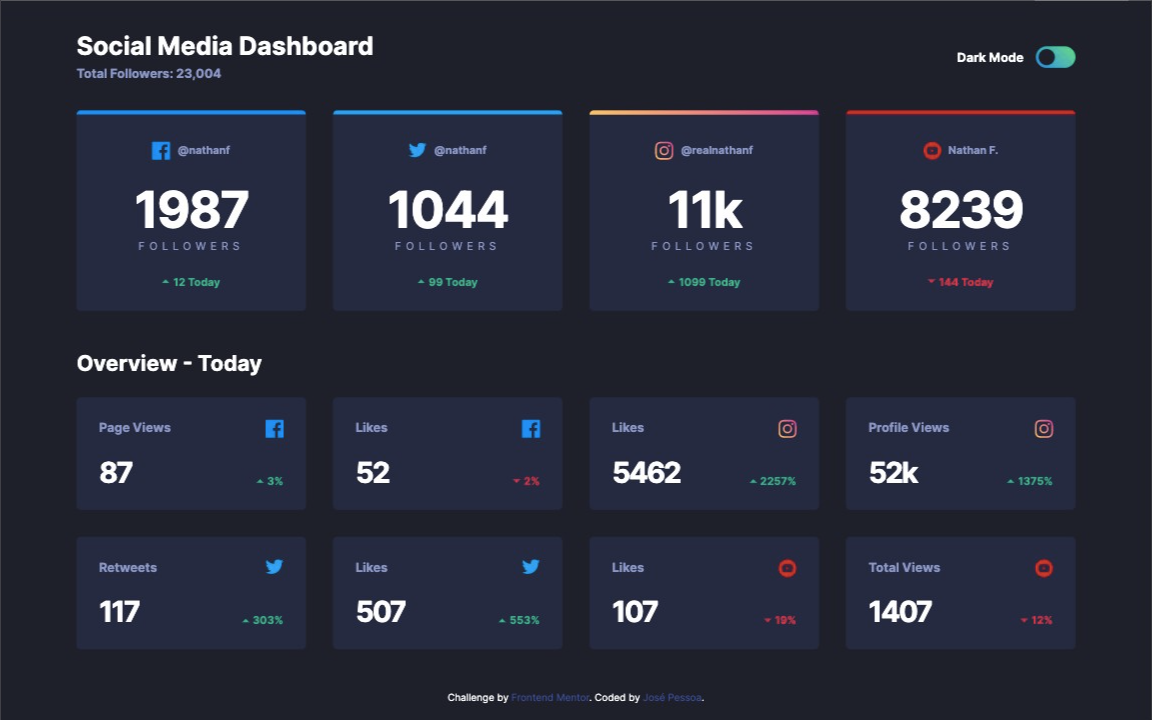 Social Media Dashboard
Total Followers: 23,004
Dark Mode
@nathanf
1987
FOLLOWERS
12 Today
@nathanf
1044
FOLLOWERS
99 Today
@realnathanf
11k
FOLLOWERS
1099 Today
Nathan F.
8239
FOLLOWERS
144 Today
Overview - Today
Page Views
87
3%
Likes
52
2%
Likes
5462
2257%
Profile Views
52k
1375%
Retweets
117
303%
Likes
507
553%
Likes
107
19%
Total Views
1407
12%
Challenge by Frontend Mentor. Coded by José Pessoa.